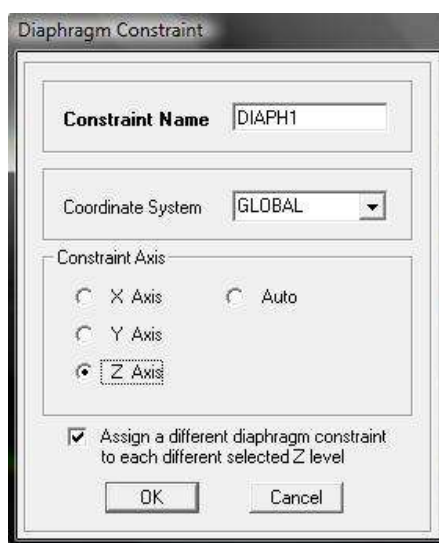 Diaphragm Constraint
Constraint Name DIAPH1
Coordinate System GLOBAL
Constraint Axis
X Axis Auto
Y Axis
Z Axis
Assign a different diaphragm constraint
to each different selected Z level
OK Cancel